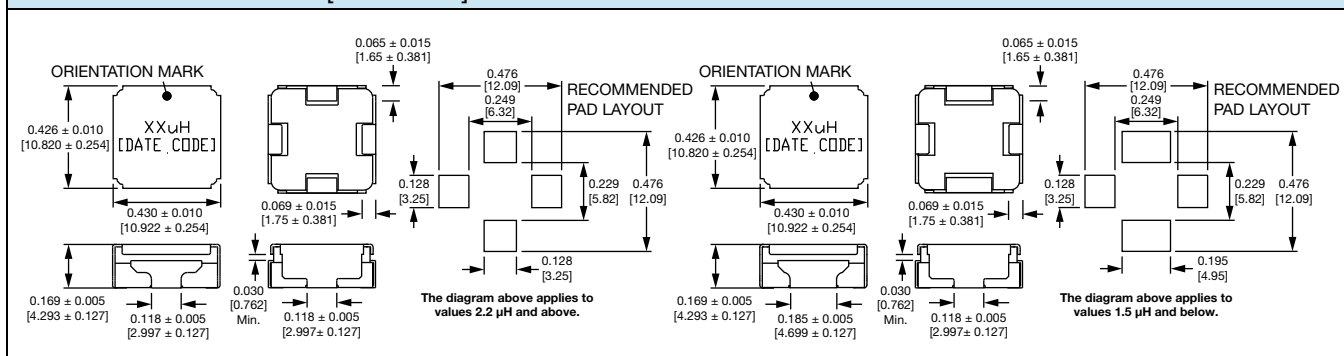 ORIENTATION MARK
XXuH
[DATE CODE]
0.426 ± 0.010
[10.820 ± 0.254]
0.430 ± 0.010
[10.922 ± 0.254]
0.065 ± 0.015
[1.65 ± 0.381]
0.069 ± 0.015
[1.75 ± 0.381]
0.476
[12.09]
0.249
[6.32]
RECOMMENDED
PAD LAYOUT
0.128
[3.25]
0.229
[5.82]
0.476
[12.09]
0.128
[3.25]
0.169 ± 0.005
[4.293 ± 0.127]
0.118 ± 0.005
[2.997 ± 0.127]
0.030
[0.762]
Min.
0.118 ± 0.005
[2.997 ± 0.127]
The diagram above applies to
values 2.2 µH and above.
ORIENTATION MARK
XXuH
[DATE CODE]
0.426 ± 0.010
[10.820 ± 0.254]
0.430 ± 0.010
[10.922 ± 0.254]
0.065 ± 0.015
[1.65 ± 0.381]
0.069 ± 0.015
[1.75 ± 0.381]
0.476
[12.09]
0.249
[6.32]
RECOMMENDED
PAD LAYOUT
0.128
[3.25]
0.229
[5.82]
0.476
[12.09]
0.195
[4.95]
0.169 ± 0.005
[4.293 ± 0.127]
0.185 ± 0.005
[4.699 ± 0.127]
0.030
[0.762]
Min.
0.118 ± 0.005
[2.997 ± 0.127]
The diagram above applies to
values 1.5 µH and below.